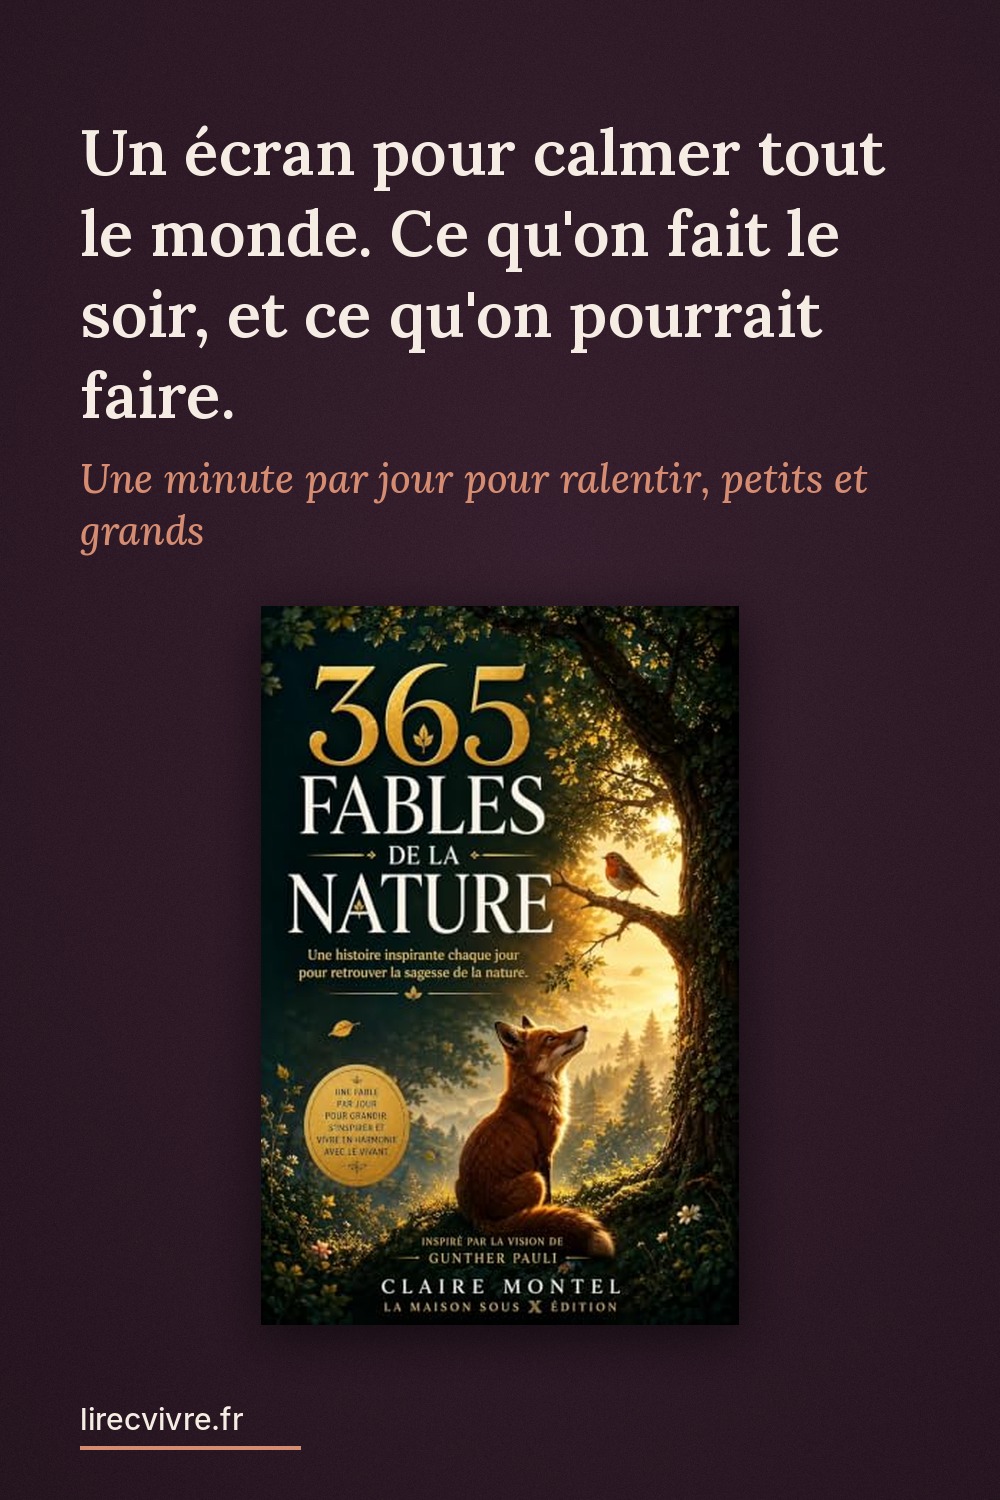 Un écran pour calmer tout
le monde. Ce qu'on fait le
soir, et ce qu'on pourrait
faire.
Une minute par jour pour ralentir, petits et
grands
365
FABLES
DE LA
NATURE
Une histoire inspirante chaque jour
pour retrouver la sagesse de la nature.
UNE FABLE
PAR JOUR
POUR GRANDIR,
S'INSPIRER ET
VIVRE EN HARMONIE
AVEC LE VIVANT
INSPIRÉ PAR LA VISION DE
GUNTHER PAULI
CLAIRE MONTEL
LA MAISON SOUS X ÉDITION
lirecvivre.fr